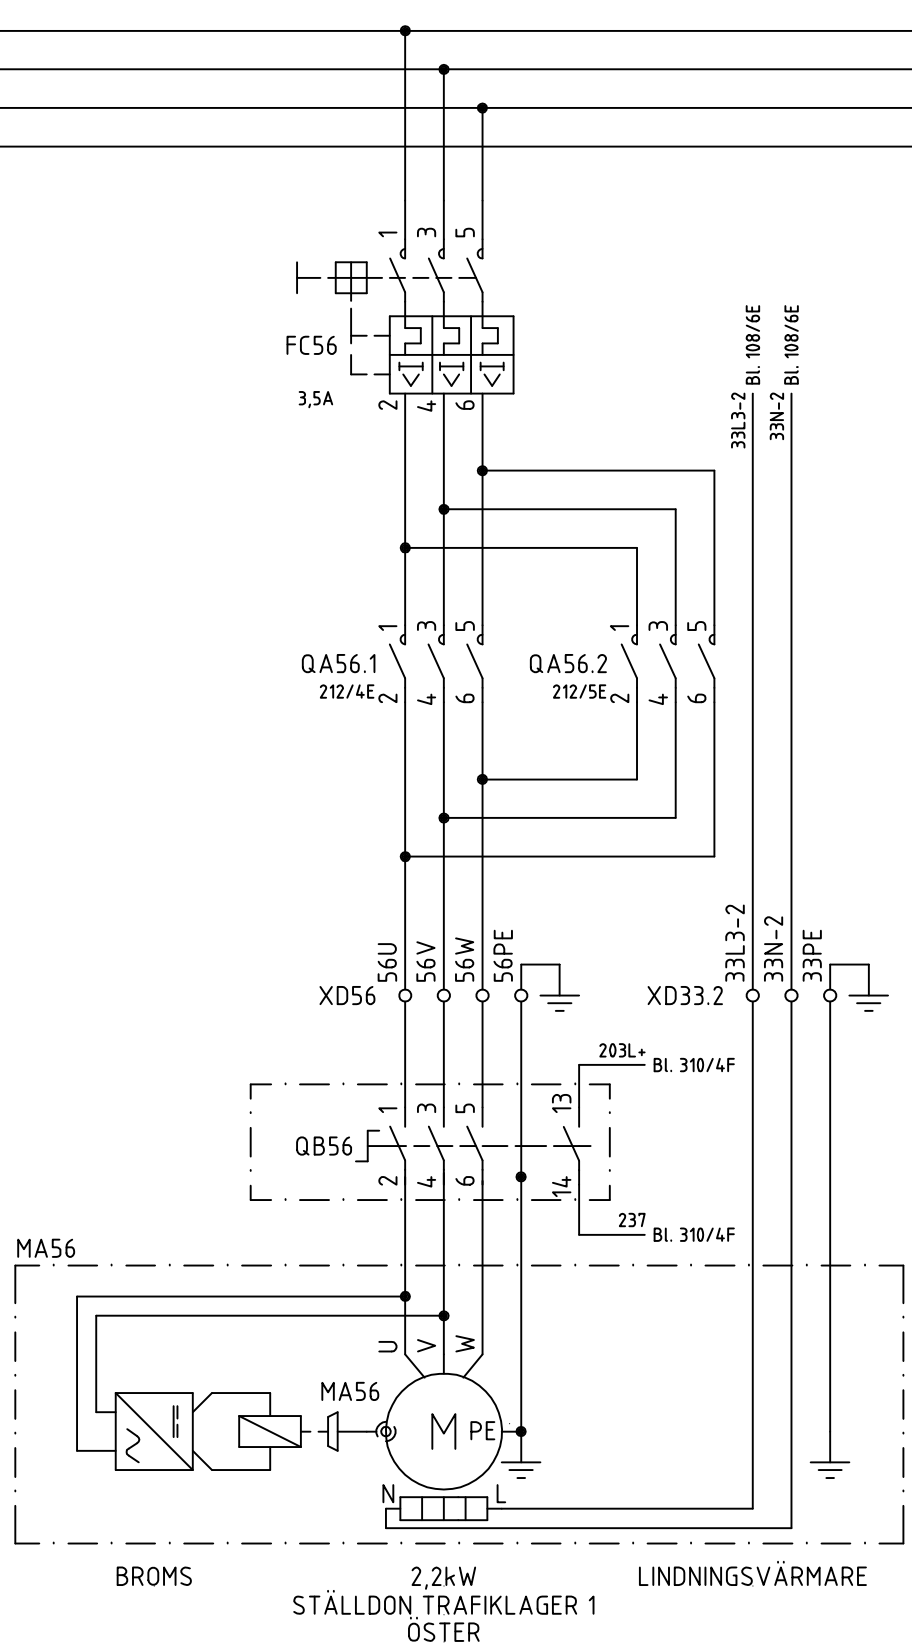 1 3 5
FC56
3,5A
2 4 6
33L3-2 Bl. 108/6E
33N-2 Bl. 108/6E
1 3 5
QA56.1
212/4E
2 4 6
1 3 5
QA56.2
212/5E
2 4 6
XD56
56U
56V
56W
56PE
XD33.2
33L3-2
33N-2
33PE
203L+
Bl. 310/4F
1 3 5 13
QB56
2 4 6 14
237
Bl. 310/4F
MA56
U V W
MA56
M PE
N L
BROMS
2,2kW
LINDNINGSVÄRMARE
STÄLLDON TRAFIKLAGER 1
ÖSTER